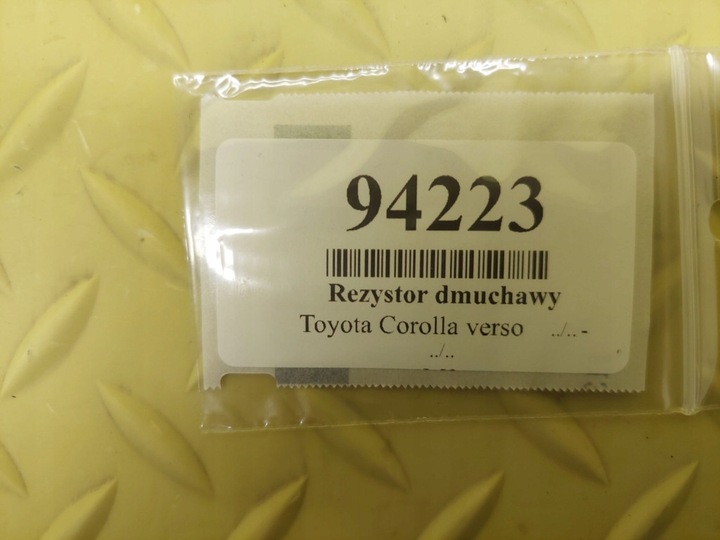 94223
Rezystor dmuchawy
Toyota Corolla verso ../.. -
../..